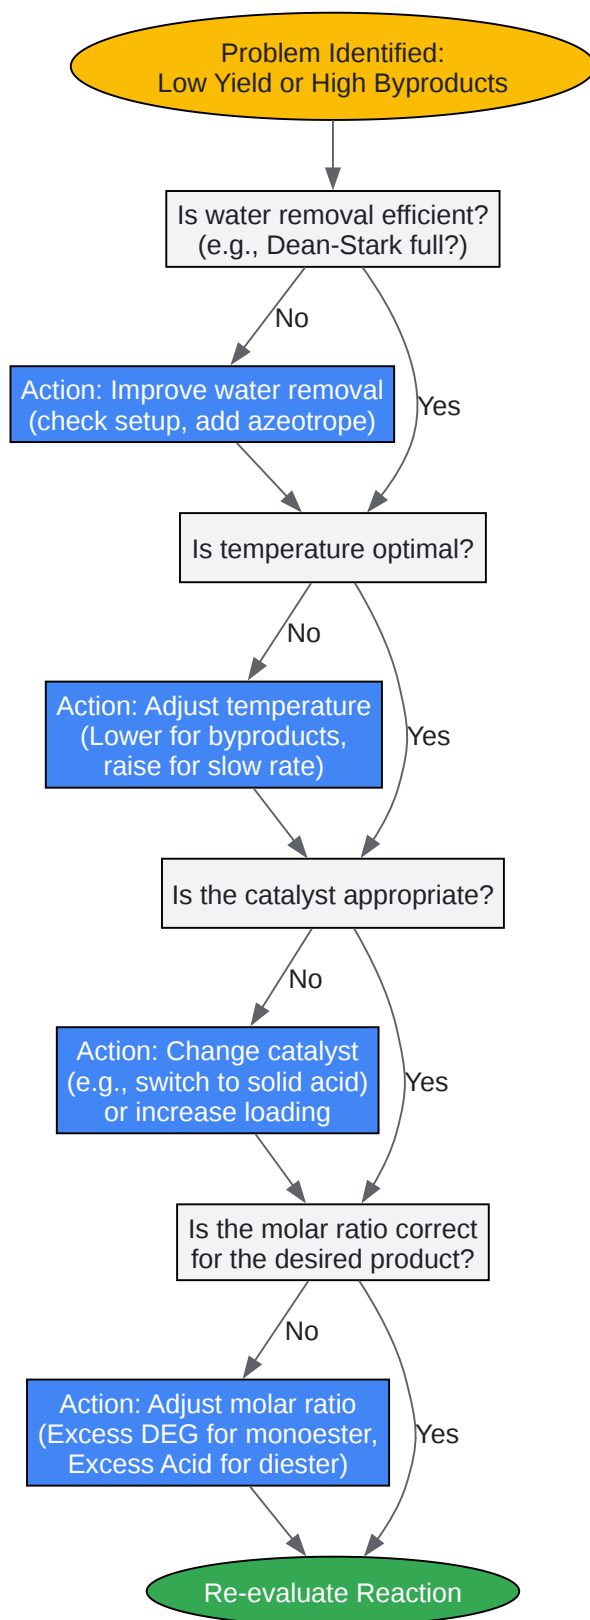 Problem Identified:
Low Yield or High Byproducts
Is water removal efficient?
(e.g., Dean-Stark full?)
No
Yes
Action: Improve water removal
(check setup, add azeotrope)
Is temperature optimal?
No
Yes
Action: Adjust temperature
(Lower for byproducts,
raise for slow rate)
Is the catalyst appropriate?
No
Yes
Action: Change catalyst
(e.g., switch to solid acid)
or increase loading
Is the molar ratio correct
for the desired product?
No
Yes
Action: Adjust molar ratio
(Excess DEG for monoester,
Excess Acid for diester)
Re-evaluate Reaction